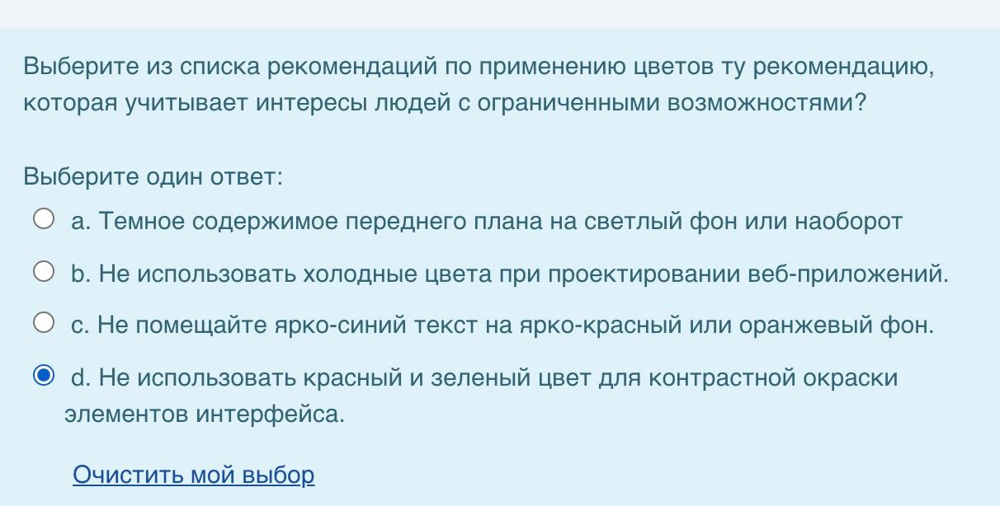 Выберите из списка рекомендаций по применению цветов ту рекомендацию,
которая учитывает интересы людей с ограниченными возможностями?
Выберите один ответ:
a. Темное содержимое переднего плана на светлый фон или наоборот
b. Не использовать холодные цвета при проектировании веб-приложений.
c. Не помещайте ярко-синий текст на ярко-красный или оранжевый фон.
d. Не использовать красный и зеленый цвет для контрастной окраски
элементов интерфейса.
Очистить мой выбор